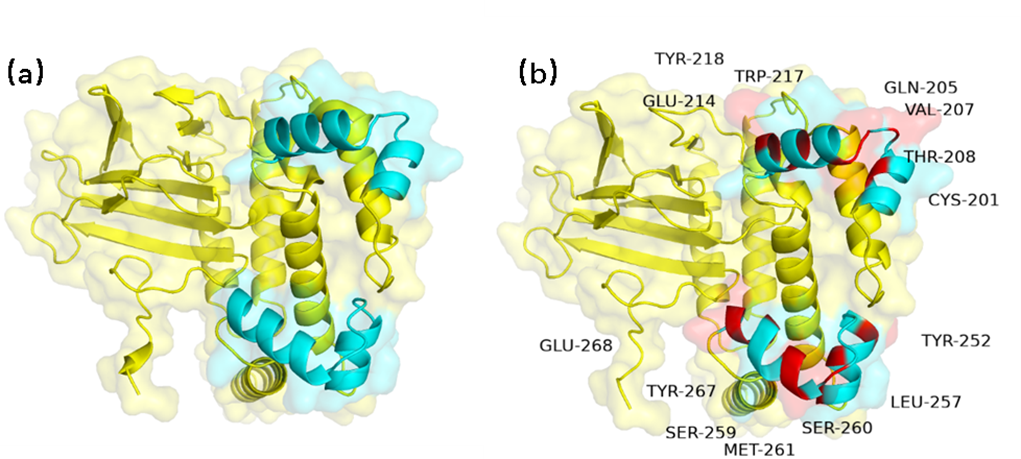 (a)
(b)
TYR-218
TRP-217
GLU-214
GLN-205
VAL-207
THR-208
CYS-201
GLU-268
TYR-252
TYR-267
LEU-257
SER-259
SER-260
MET-261